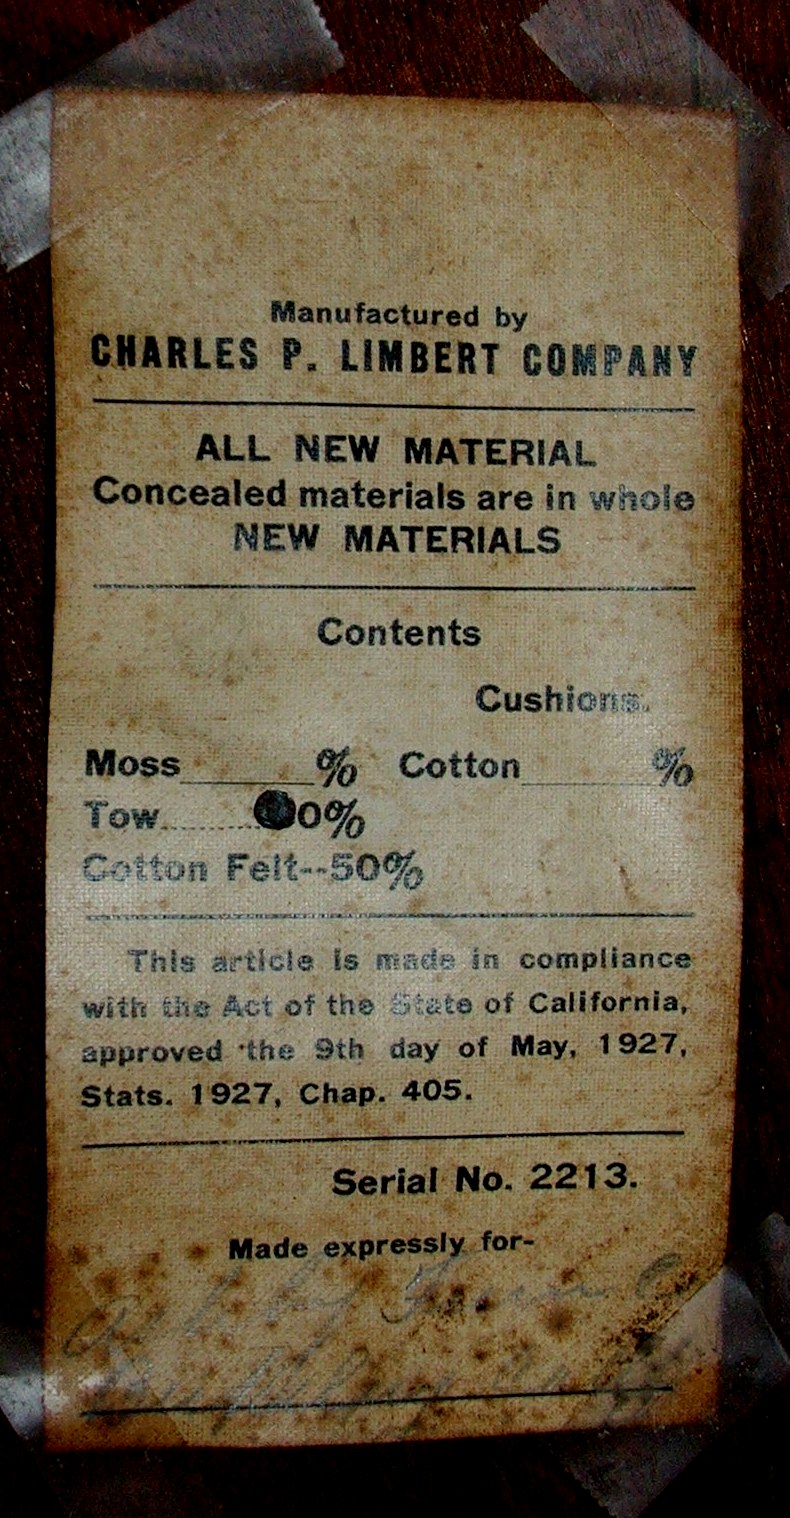 Manufactured by
CHARLES P. LIMBERT COMPANY
ALL NEW MATERIAL
Concealed materials are in whole
NEW MATERIALS
Contents
Cushions.
Moss______% Cotton______%
Tow..........0%
Cotton Felt--50%
This article is made in compliance
with the Act of the State of California,
approved the 9th day of May, 1927,
Stats. 1927, Chap. 405.
Serial No. 2213.
Made expressly for-